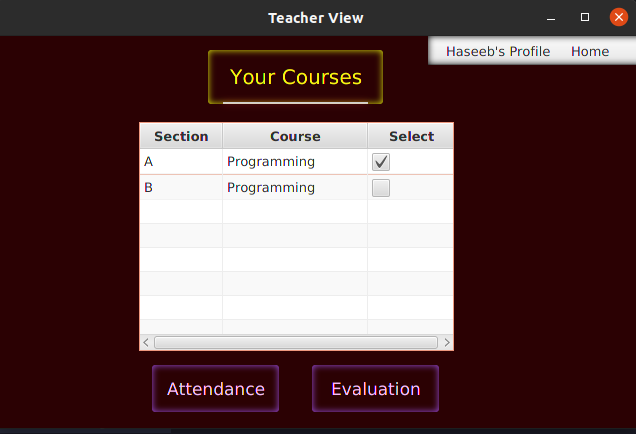 Teacher View
Haseeb's Profile Home
Your Courses
Section Course Select
A Programming
B Programming
Attendance Evaluation